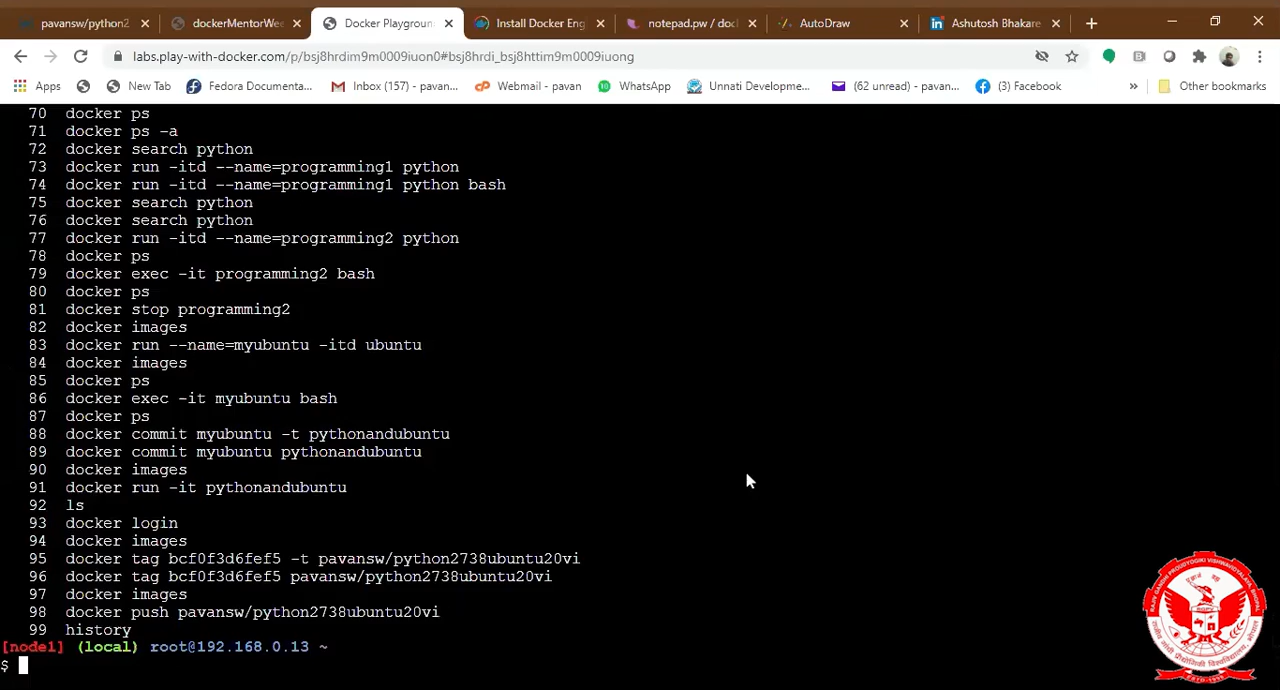 pavansw/python2
dockerMentorWee
Docker Playgroun
Install Docker Eng
notepad.pw / doc
AutoDraw
Ashutosh Bhakare
labs.play-with-docker.com/p/bsj8hrdim9m0009iuon0#bsj8hrdi_bsj8httim9m0009iuong
Apps
New Tab
Fedora Documenta...
Inbox (157) - pavan...
Webmail - pavan
WhatsApp
Unnati Developme...
(62 unread) - pavan...
(3) Facebook
»
Other bookmarks
70 docker ps
71 docker ps -a
72 docker search python
73 docker run -itd --name=programming1 python
74 docker run -itd --name=programming1 python bash
75 docker search python
76 docker search python
77 docker run -itd --name=programming2 python
78 docker ps
79 docker exec -it programming2 bash
80 docker ps
81 docker stop programming2
82 docker images
83 docker run --name=myubuntu -itd ubuntu
84 docker images
85 docker ps
86 docker exec -it myubuntu bash
87 docker ps
88 docker commit myubuntu -t pythonandubuntu
89 docker commit myubuntu pythonandubuntu
90 docker images
91 docker run -it pythonandubuntu
92 ls
93 docker login
94 docker images
95 docker tag bcf0f3d6fef5 -t pavansw/python2738ubuntu20vi
96 docker tag bcf0f3d6fef5 pavansw/python2738ubuntu20vi
97 docker images
98 docker push pavansw/python2738ubuntu20vi
99 history
[node1] (local) root@192.168.0.13 ~
$